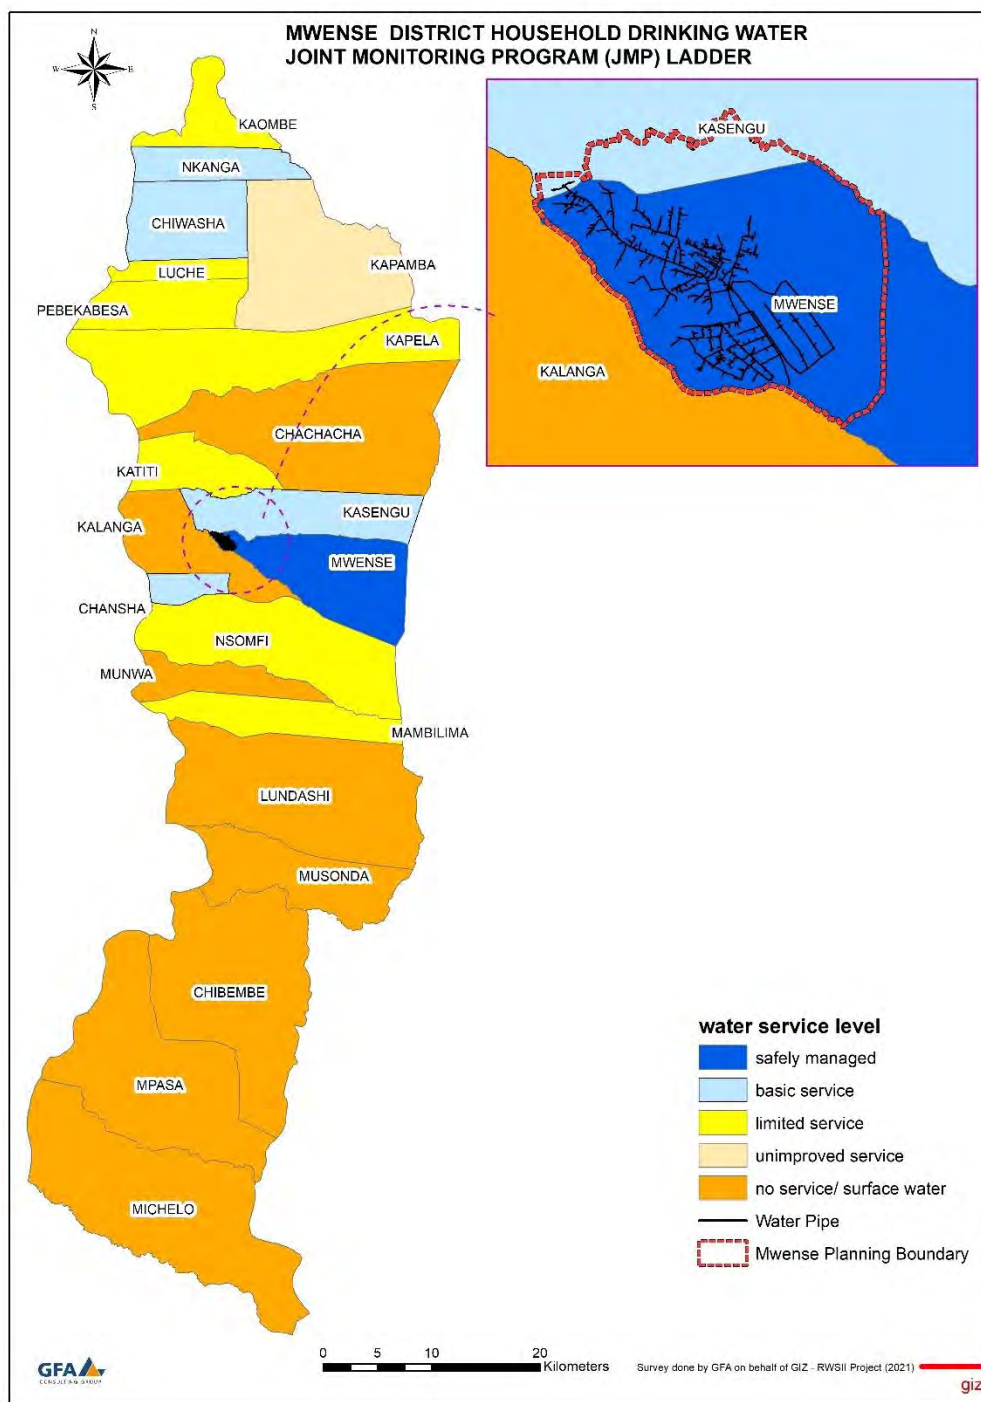 MWENSE DISTRICT HOUSEHOLD DRINKING WATER
JOINT MONITORING PROGRAM (JMP) LADDER
N
W
E
S
KAOMBE
NKANGA
CHIWASHA
KAPAMBA
LUCHE
PEBEKABESA
KAPELA
CHACHACHA
KATITI
KASENGU
KALANGA
MWENSE
CHANSHA
NSOMFI
MUNWA
MAMBILIMA
LUNDASHI
MUSONDA
CHIBEMBE
MPASA
MICHELO
KASENGU
MWENSE
KALANGA
water service level
safely managed
basic service
limited service
unimproved service
no service/ surface water
Water Pipe
Mwense Planning Boundary
GFA
CONSULTING GROUP
0 5 10 20
Kilometers
Survey done by GFA on behalf of GIZ - RWSII Project (2021)
giz